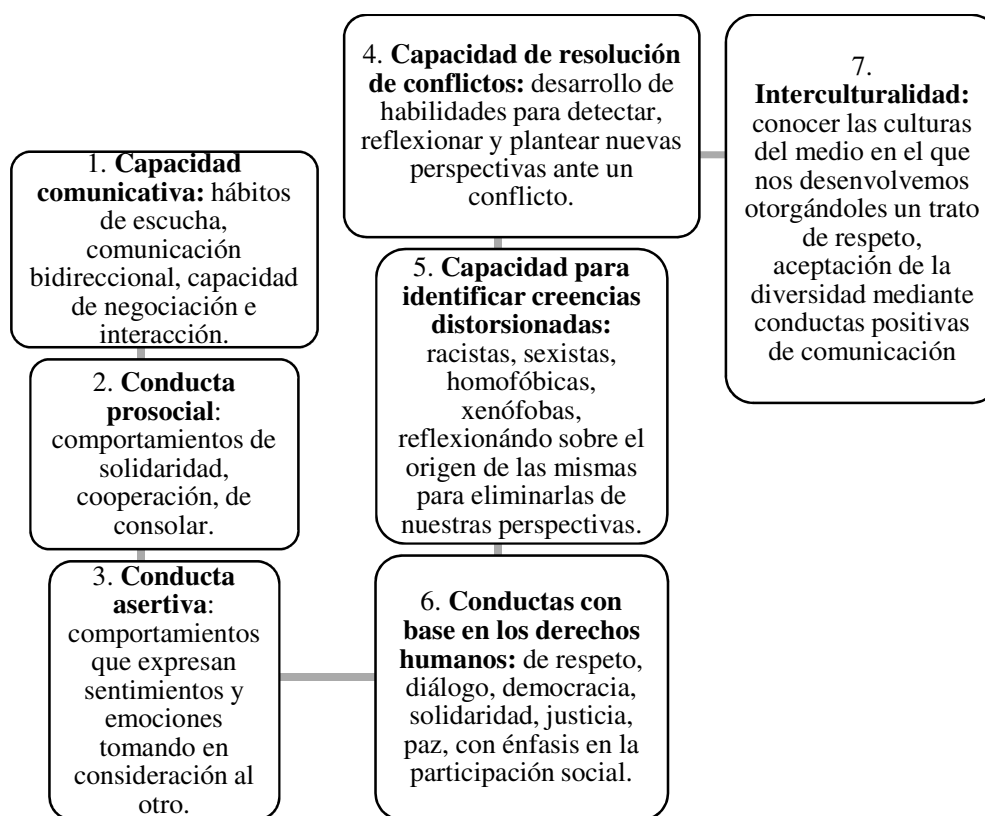 1. Capacidad
comunicativa: hábitos
de escucha,
comunicación
bidireccional, capacidad
de negociación e
interacción.
2. Conducta
prosocial:
comportamientos de
solidaridad,
cooperación, de
consolar.
3. Conducta
asertiva:
comportamientos
que expresan
sentimientos y
emociones
tomando en
consideración al
otro.
4. Capacidad de resolución
de conflictos: desarrollo de
habilidades para detectar,
reflexionar y plantear nuevas
perspectivas ante un
conflicto.
5. Capacidad para
identificar creencias
distorsionadas:
racistas, sexistas,
homofóbicas,
xenófobas,
reflexionándo sobre el
origen de las mismas
para eliminarlas de
nuestras perspectivas.
6. Conductas con
base en los derechos
humanos: de respeto,
diálogo, democracia,
solidaridad, justicia,
paz, con énfasis en la
participación social.
7.
Interculturalidad:
conocer las culturas
del medio en el que
nos desenvolvemos
otorgándoles un trato
de respeto,
aceptación de la
diversidad mediante
conductas positivas
de comunicación